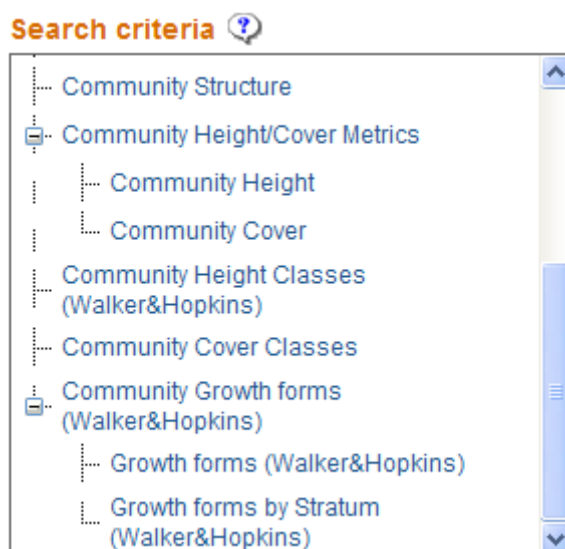 Search criteria ?
Community Structure
Community Height/Cover Metrics
Community Height
Community Cover
Community Height Classes
(Walker&Hopkins)
Community Cover Classes
Community Growth forms
(Walker&Hopkins)
Growth forms (Walker&Hopkins)
Growth forms by Stratum
(Walker&Hopkins)